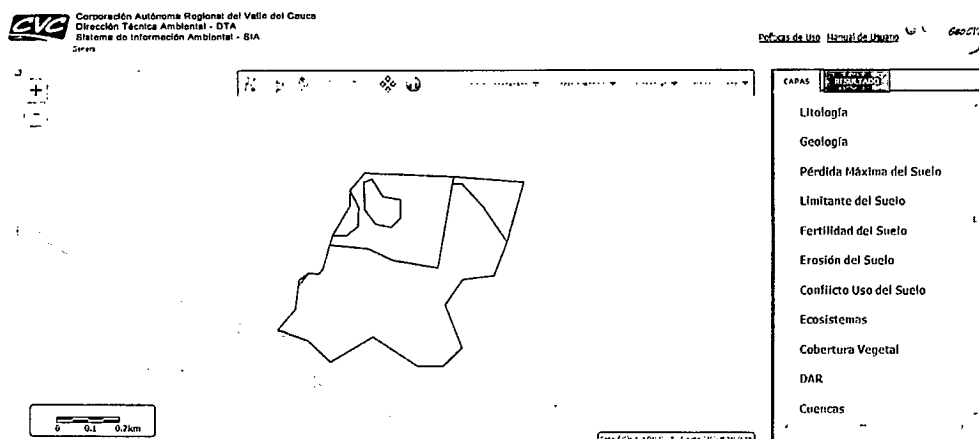 CVC
Corporación Autónoma Regional del Valle del Cauca
Dirección Técnica Ambiental - DTA
Sistema de Información Ambiental - SIA
Políticas de Uso Manual de Usuario
CAPAS RESULTADO
Litología
Geología
Pérdida Máxima del Suelo
Limitante del Suelo
Fertilidad del Suelo
Erosión del Suelo
Conflicto Uso del Suelo
Ecosistemas
Cobertura Vegetal
DAR
Cuencas
0 0.1 0.2km